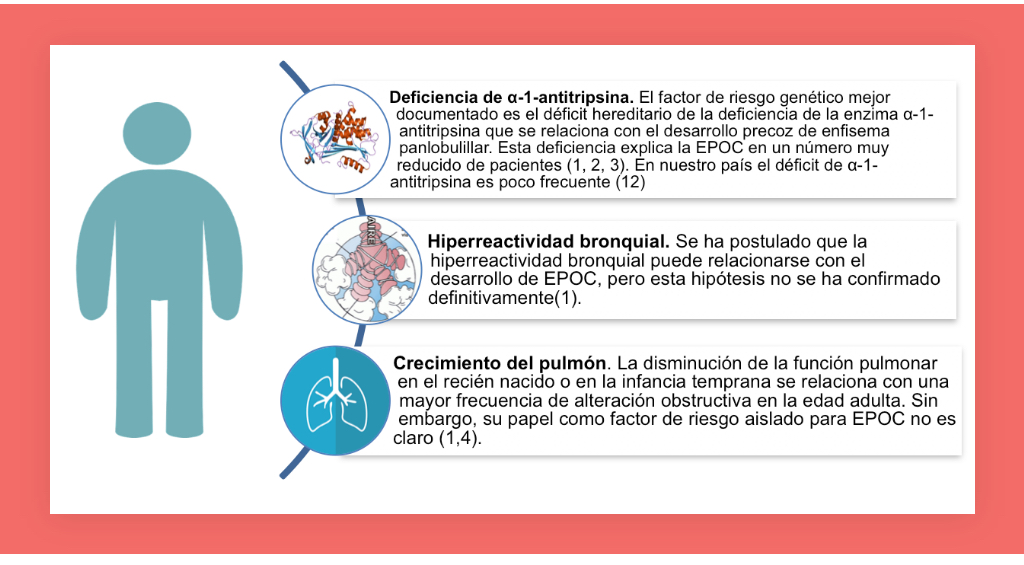 Deficiencia de α-1-antitripsina. El factor de riesgo genético mejor
documentado es el déficit hereditario de la deficiencia de la enzima α-1-
antitripsina que se relaciona con el desarrollo precoz de enfisema
panlobulillar. Esta deficiencia explica la EPOC en un número muy
reducido de pacientes (1, 2, 3). En nuestro país el déficit de α-1-
antitripsina es poco frecuente (12)
AIRE
Hiperreactividad bronquial. Se ha postulado que la
hiperreactividad bronquial puede relacionarse con el
desarrollo de EPOC, pero esta hipótesis no se ha confirmado
definitivamente(1).
Crecimiento del pulmón. La disminución de la función pulmonar
en el recién nacido o en la infancia temprana se relaciona con una
mayor frecuencia de alteración obstructiva en la edad adulta. Sin
embargo, su papel como factor de riesgo aislado para EPOC no es
claro (1,4).